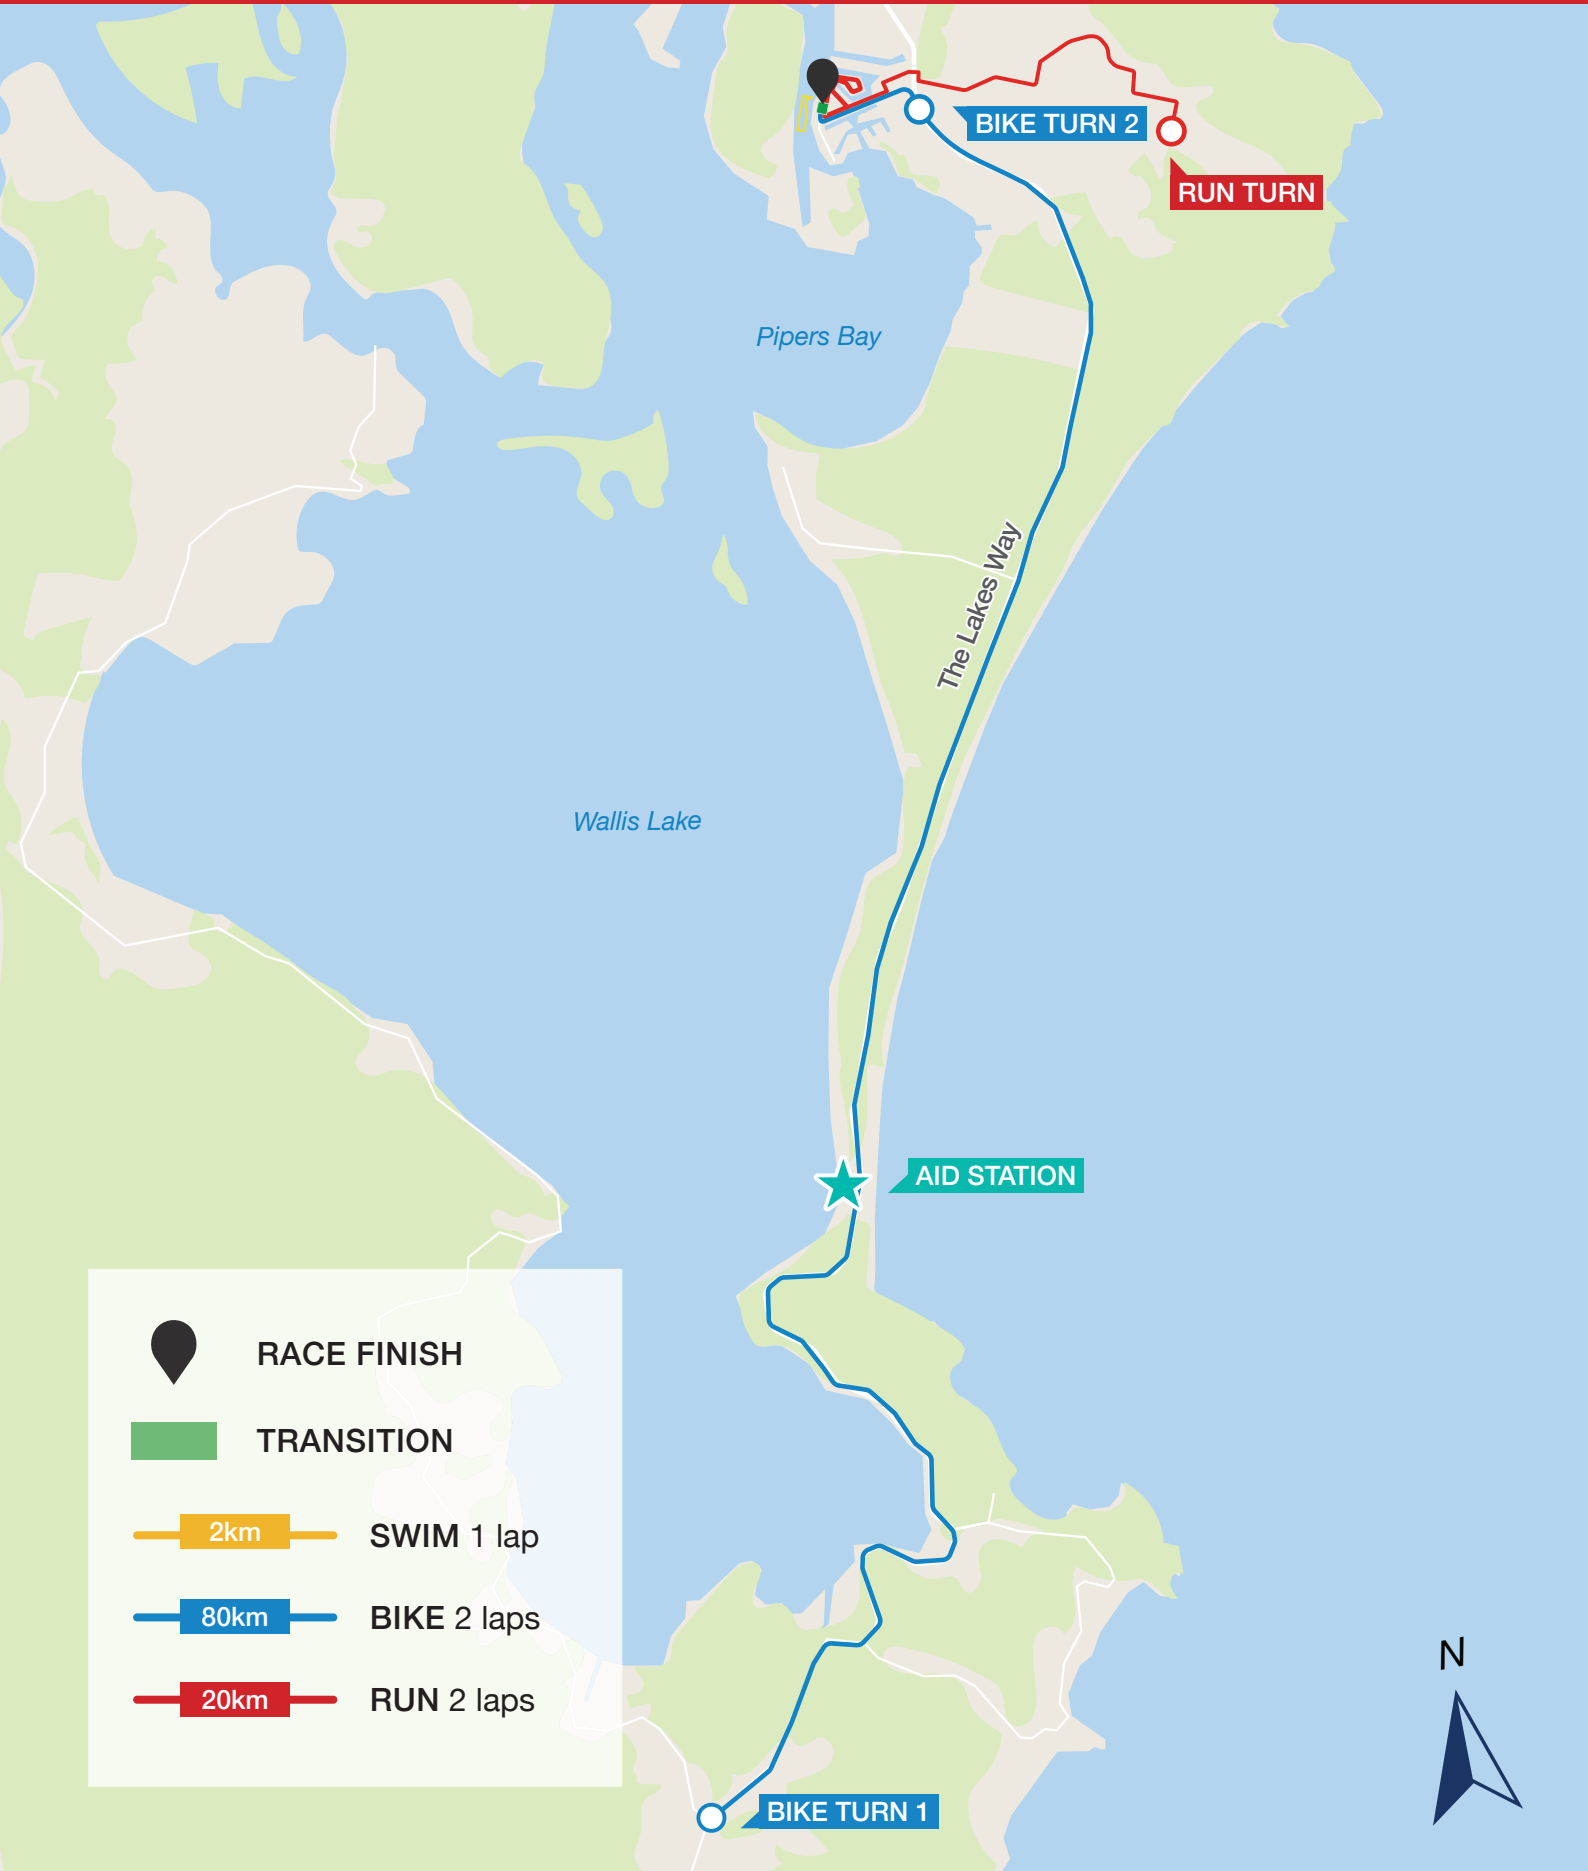 BIKE TURN 2
RUN TURN
Pipers Bay
The Lakes Way
Wallis Lake
AID STATION
RACE FINISH
TRANSITION
2km SWIM 1 lap
80km BIKE 2 laps
20km RUN 2 laps
N
BIKE TURN 1